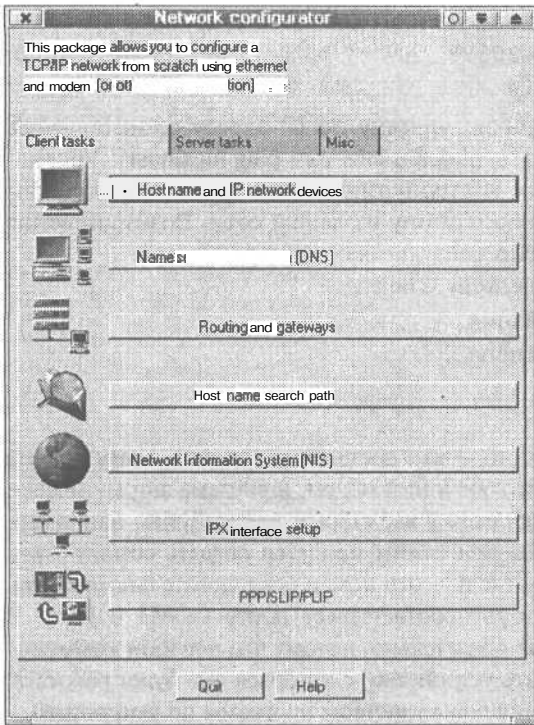 Network configurator
This package allows you to configure a
TCP/IP network from scratch using ethernet
and modem [or
Client tasks
Server tasks
Misc
Host name and IP network devices
Name [DNS]
Routing and gateways
Host name search path
Network Information System [NIS]
IPX interface setup
PPP/SLIP/PLIP
Quit
Help